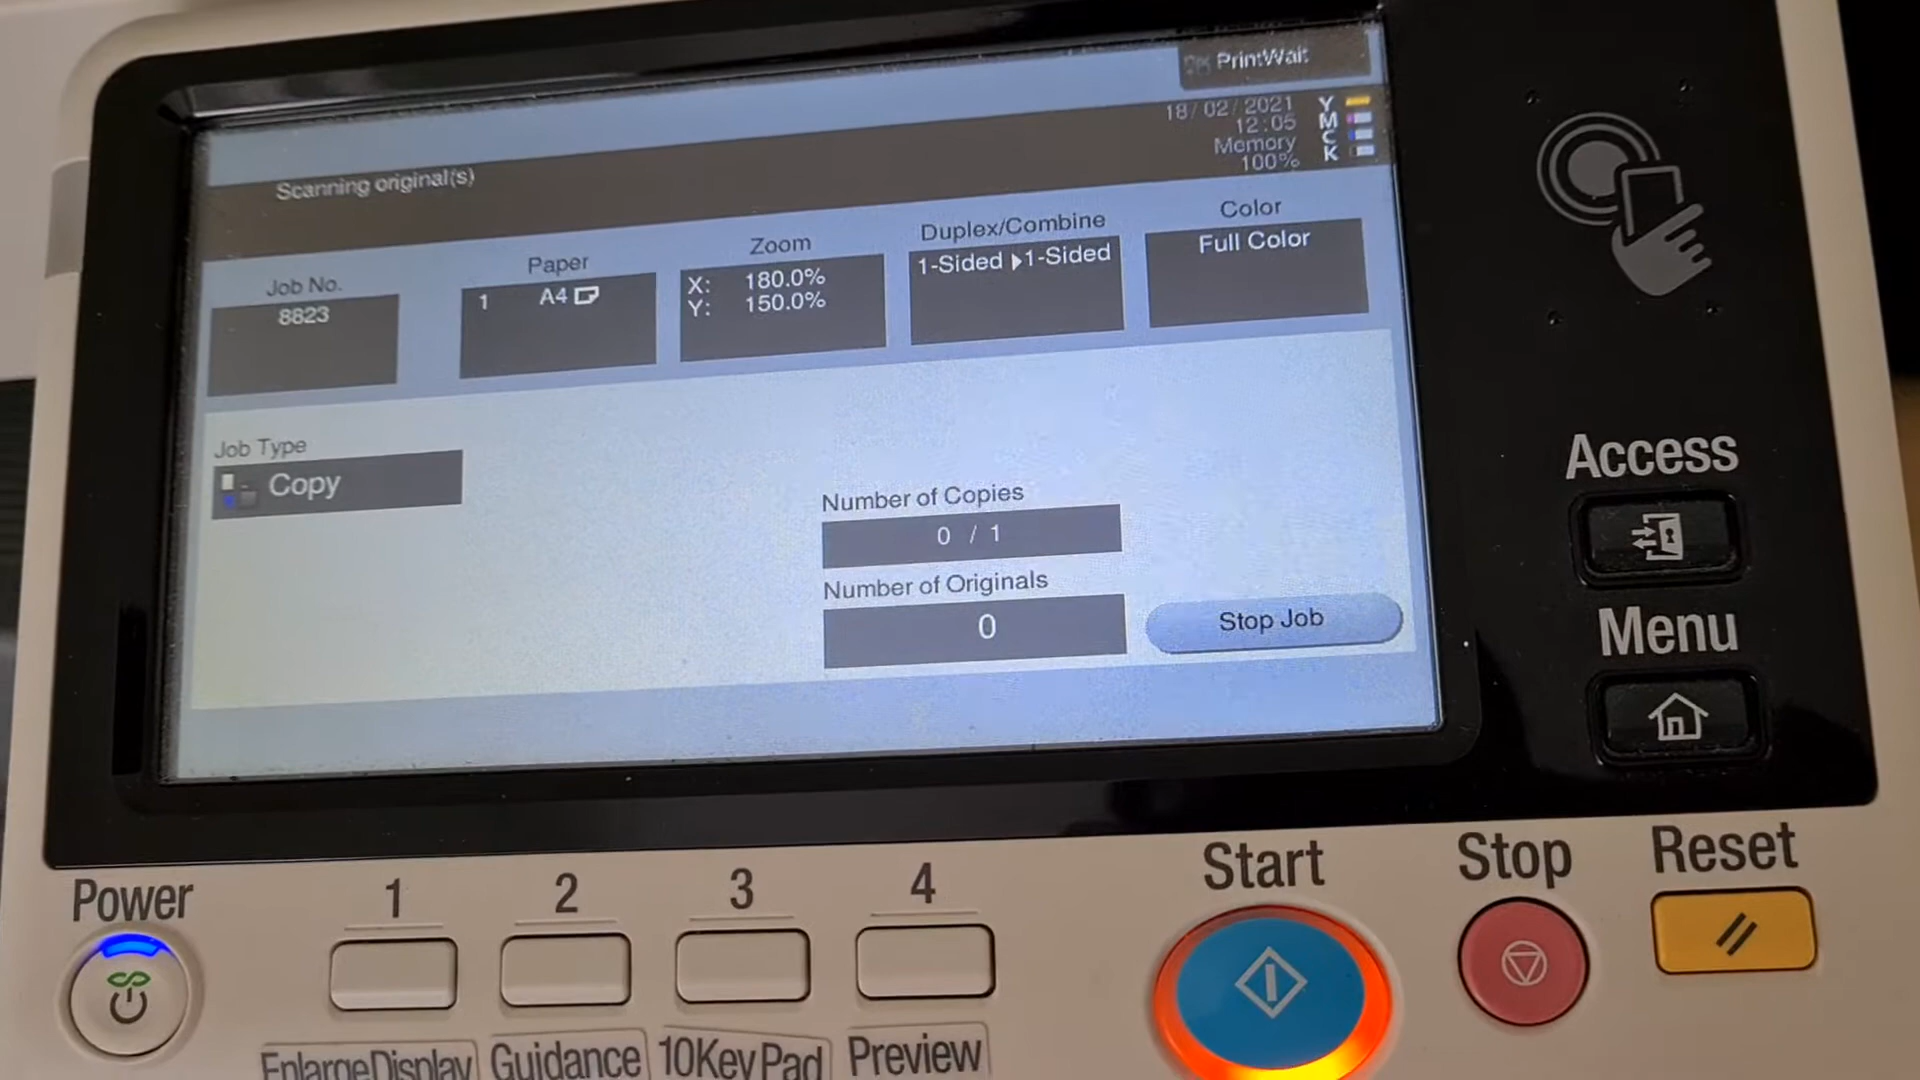 PrintWait
18/02/2021
12:05
Memory
100%
Y
M
C
K
Scanning original(s)
Job No.
8823
Paper
1 A4
Zoom
X: 180.0%
Y: 150.0%
Duplex/Combine
1-Sided 1-Sided
Color
Full Color
Job Type
Copy
Number of Copies
0 / 1
Number of Originals
0
Stop Job
Access
Menu
Power
1
2
3
4
Start
Stop
Reset
EnlargeDisplay
Guidance
10KeyPad
Preview